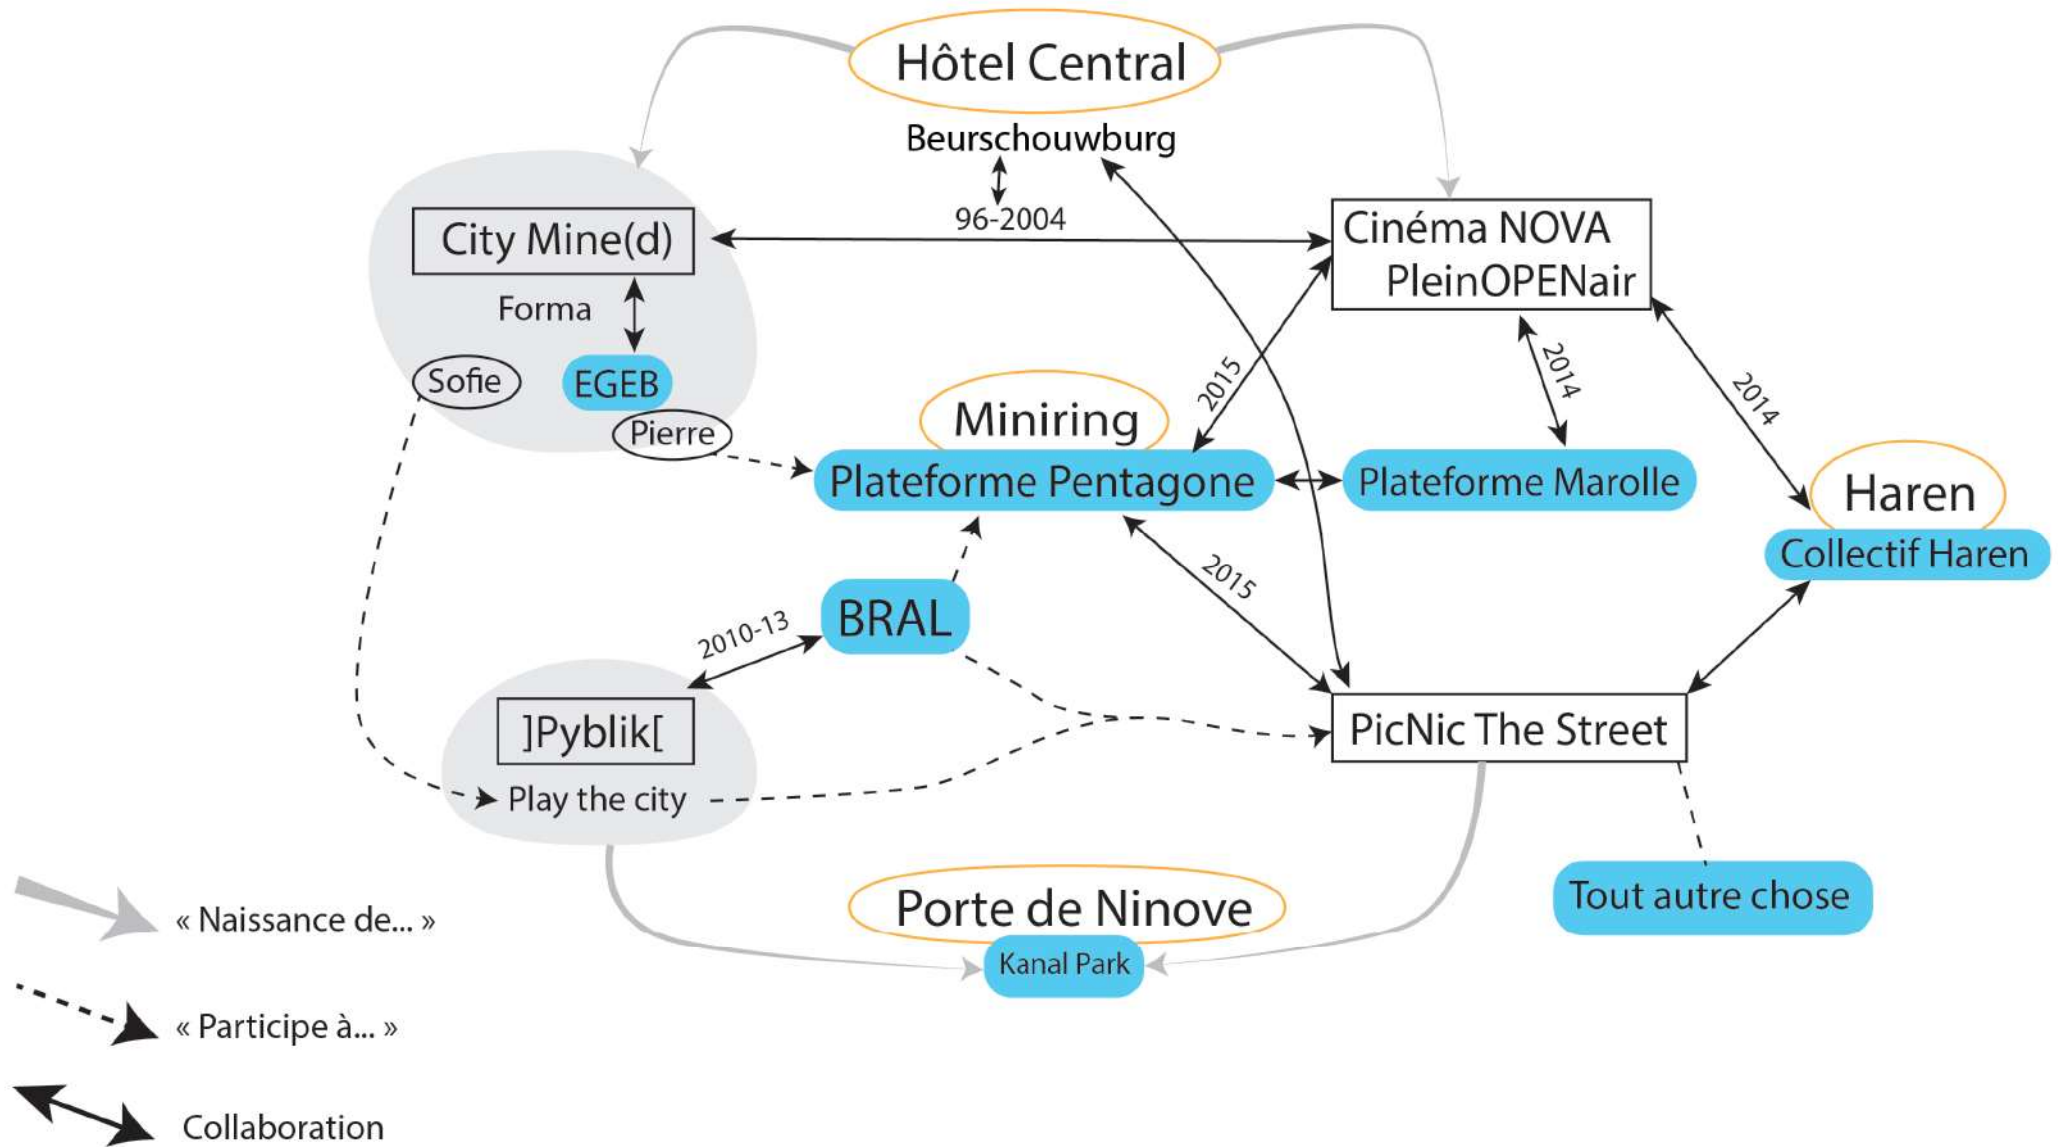 Hôtel Central
Beurschouwburg
96-2004
City Mine(d)
Cinéma NOVA
PleinOPENair
Forma
Sofie
EGEB
Pierre
2015
2014
2014
Miniring
Plateforme Pentagone
Plateforme Marolle
Haren
Collectif Haren
2015
BRAL
2010-13
]Pyblik[
Play the city
PicNic The Street
Porte de Ninove
Kanal Park
Tout autre chose
« Naissance de... »
« Participe à... »
Collaboration